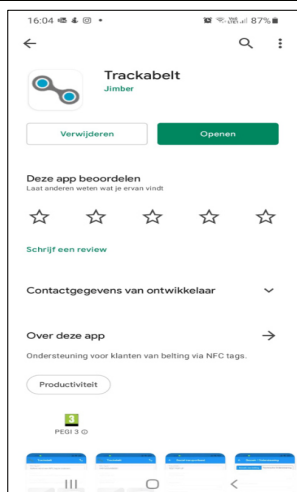 16:04 87%
Trackabelt
Jimber
Verwijderen Openen
Deze app beoordelen
Laat anderen weten wat je ervan vindt
Schrijf een review
Contactgegevens van ontwikkelaar
Over deze app
Ondersteuning voor klanten van belting via NFC tags.
Productiviteit
3
PEGI 3